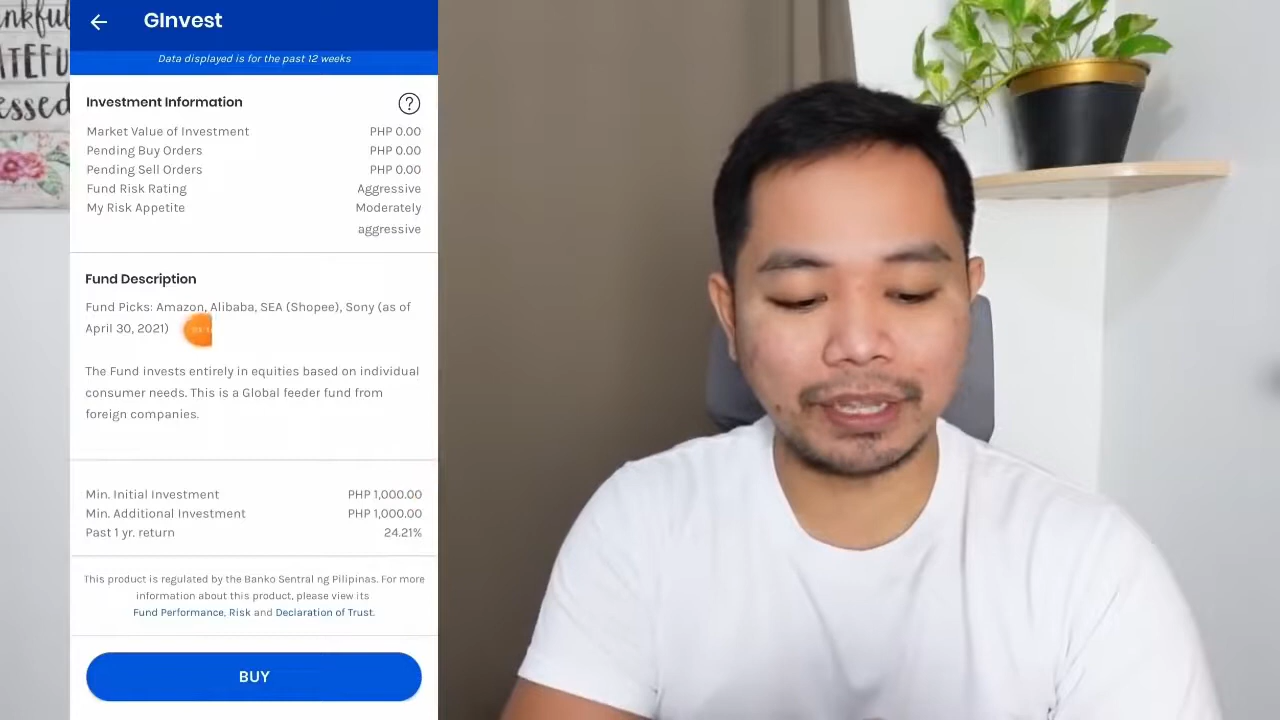 GInvest
Data displayed is for the past 12 weeks
Investment Information
?
Market Value of Investment PHP 0.00
Pending Buy Orders PHP 0.00
Pending Sell Orders PHP 0.00
Fund Risk Rating Aggressive
My Risk Appetite Moderately
aggressive
Fund Description
Fund Picks: Amazon, Alibaba, SEA (Shopee), Sony (as of
April 30, 2021)
The Fund invests entirely in equities based on individual
consumer needs. This is a Global feeder fund from
foreign companies.
Min. Initial Investment PHP 1,000.00
Min. Additional Investment PHP 1,000.00
Past 1 yr. return 24.21%
This product is regulated by the Banko Sentral ng Pilipinas. For more
information about this product, please view its
Fund Performance, Risk and Declaration of Trust.
BUY